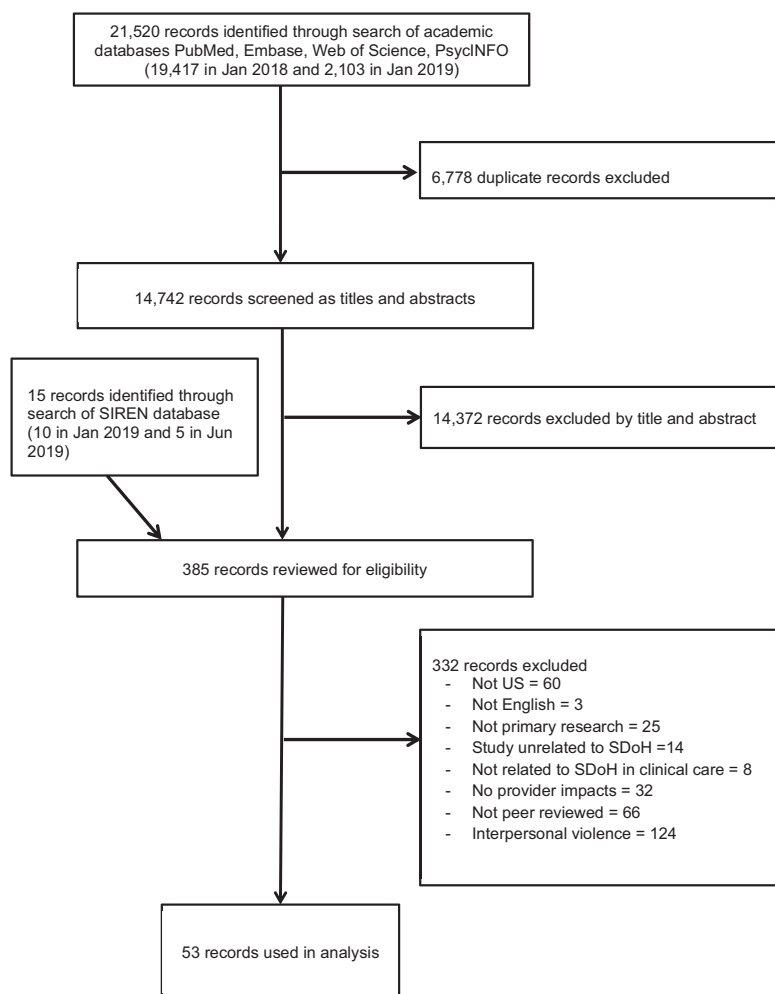 21,520 records identified through search of academic
databases PubMed, Embase, Web of Science, PsycINFO
(19,417 in Jan 2018 and 2,103 in Jan 2019)
6,778 duplicate records excluded
14,742 records screened as titles and abstracts
15 records identified through
search of SIREN database
(10 in Jan 2019 and 5 in Jun
2019)
14,372 records excluded by title and abstract
385 records reviewed for eligibility
332 records excluded
- Not US = 60
- Not English = 3
- Not primary research = 25
- Study unrelated to SDoH =14
- Not related to SDoH in clinical care = 8
- No provider impacts = 32
- Not peer reviewed = 66
- Interpersonal violence = 124
53 records used in analysis